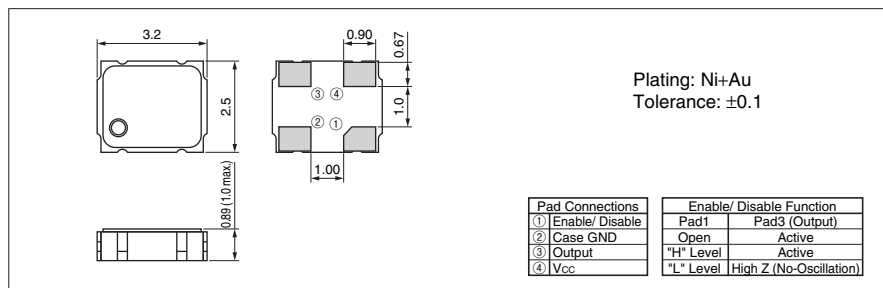 3.2
2.5
0.89 (1.0 max.)
0.90
0.67
1.0
③ ④
② ①
1.00
Plating: Ni+Au
Tolerance: ±0.1
Pad Connections
① Enable/ Disable
② Case GND
③ Output
④ Vcc
Enable/ Disable Function
Pad1 Pad3 (Output)
Open Active
"H" Level Active
"L" Level High Z (No-Oscillation)